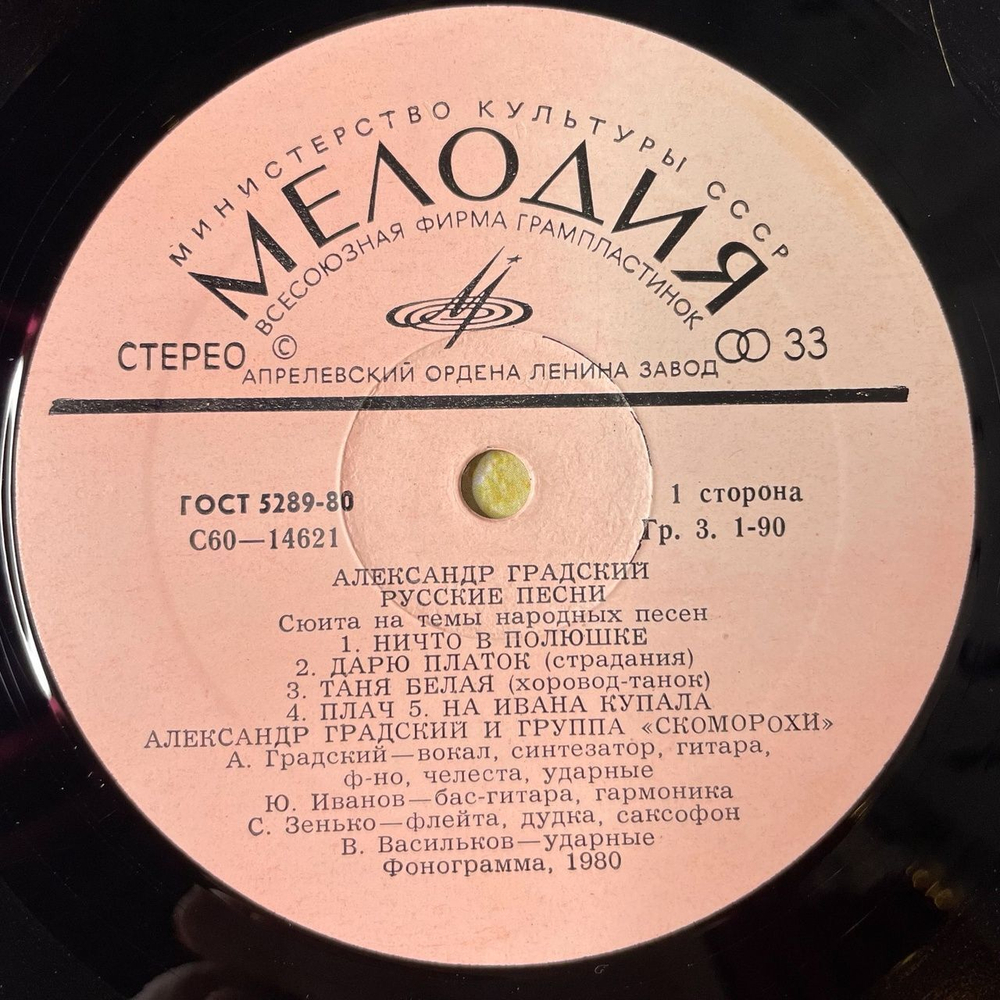 МИНИСТЕРСТВО КУЛЬТУРЫ СССР
МЕЛОДИЯ
ВСЕСОЮЗНАЯ ФИРМА ГРАМПЛАСТИНОК
СТЕРЕО © 33
АПРЕЛЕВСКИЙ ОРДЕНА ЛЕНИНА ЗАВОД
ГОСТ 5289-80 1 сторона
С60—14621 Гр. 3. 1-90
АЛЕКСАНДР ГРАДСКИЙ
РУССКИЕ ПЕСНИ
Сюита на темы народных песен
1. НИЧТО В ПОЛЮШКЕ
2. ДАРЮ ПЛАТОК (страдания)
3. ТАНЯ БЕЛАЯ (хоровод-танок)
4. ПЛАЧ 5. НА ИВАНА КУПАЛА
АЛЕКСАНДР ГРАДСКИЙ И ГРУППА «СКОМОРОХИ»
А. Градский—вокал, синтезатор, гитара,
ф-но, челеста, ударные
Ю. Иванов—бас-гитара, гармоника
С. Зенько—флейта, дудка, саксофон
В. Васильков—ударные
Фонограмма, 1980